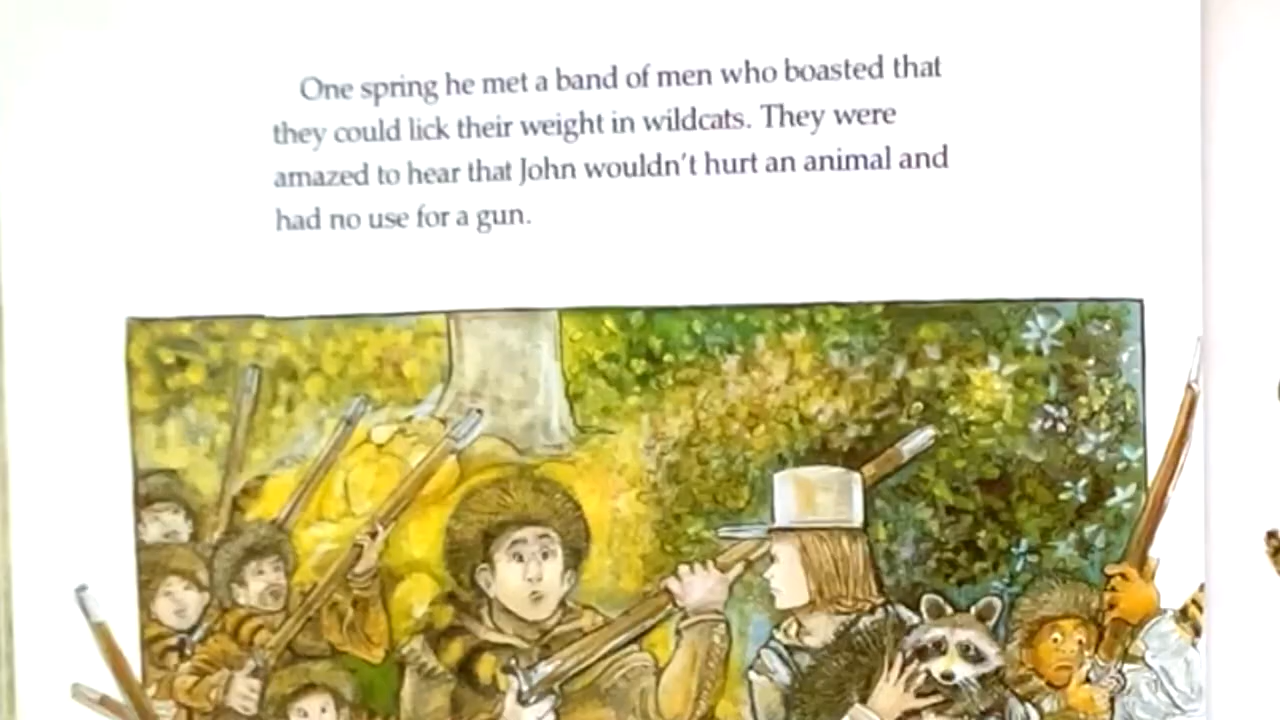 One spring he met a band of men who boasted that
they could lick their weight in wildcats. They were
amazed to hear that John wouldn't hurt an animal and
had no use for a gun.